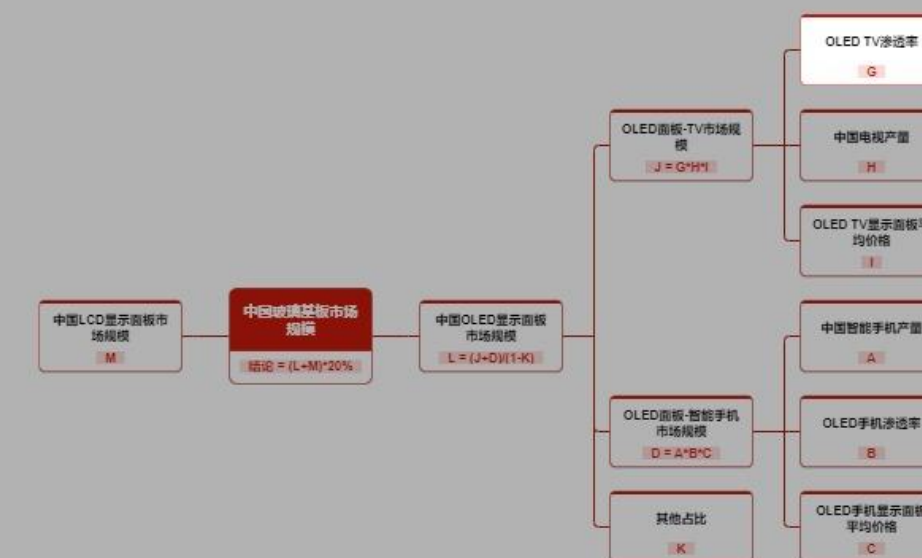 OLED TV渗透率
G
OLED面板-TV市场规
模
J = G*H*I
中国电视产量
H
OLED TV显示面板平
均价格
I
中国LCD显示面板市
场规模
M
中国玻璃基板市场
规模
结论 = (L+M)*20%
中国OLED显示面板
市场规模
L = (J+D)/(1-K)
中国智能手机产量
A
OLED面板-智能手机
市场规模
D = A*B*C
OLED手机渗透率
B
其他占比
K
OLED手机显示面板
平均价格
C